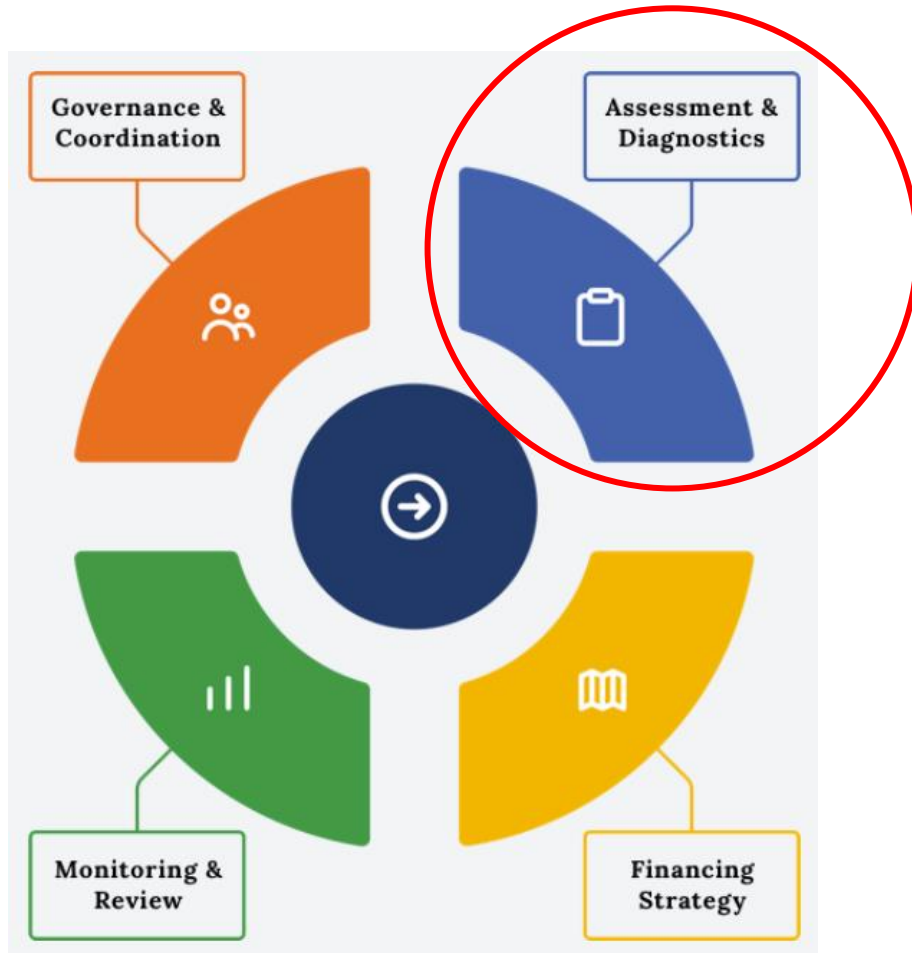 Governance &
Coordination
Assessment &
Diagnostics
Monitoring &
Review
Financing
Strategy